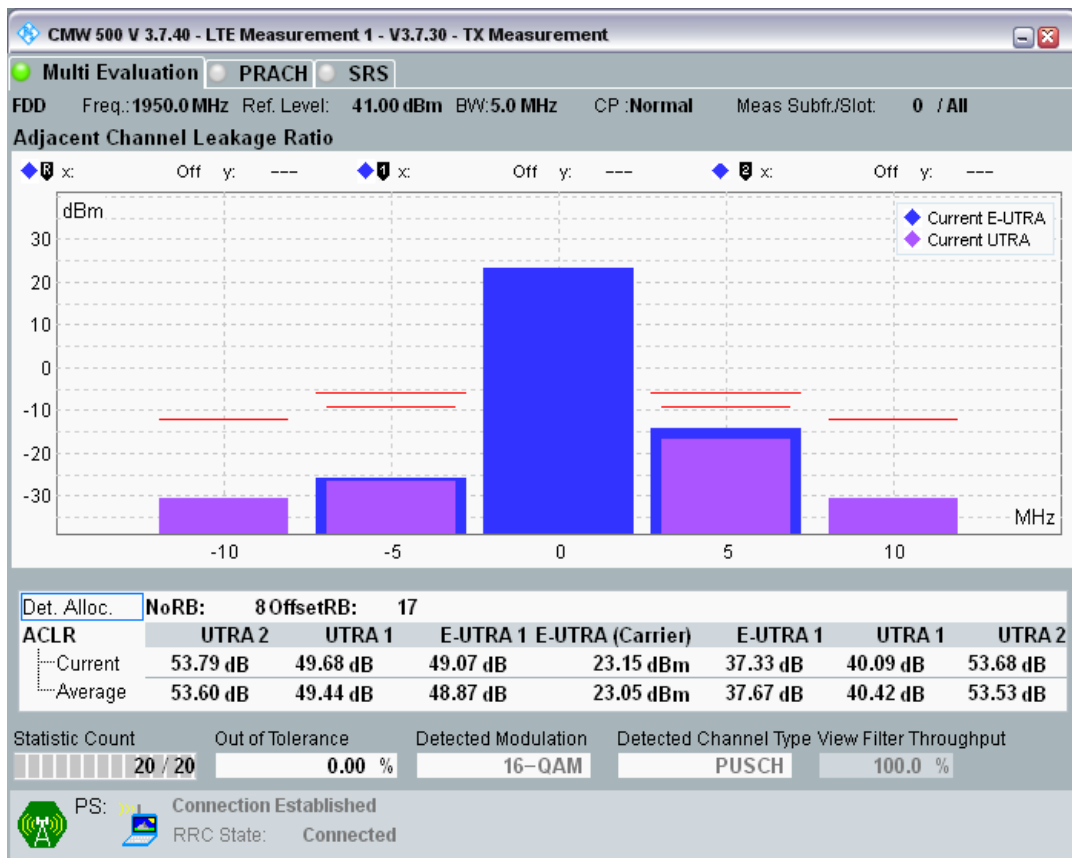 CMW 500 V 3.7.40 - LTE Measurement 1 - V3.7.30 - TX Measurement
Multi Evaluation PRACH SRS
FDD Freq.: 1950.0 MHz Ref. Level: 41.00 dBm BW: 5.0 MHz CP : Normal Meas Subfr./Slot: 0 / All
Adjacent Channel Leakage Ratio
R x: Off y: --- 1 x: Off y: --- 2 x: Off y: ---
dBm
Current E-UTRA
Current UTRA
30
20
10
0
-10
-20
-30
MHz
-10 -5 0 5 10
Det. Alloc. NoRB: 8 OffsetRB: 17
ACLR UTRA 2 UTRA 1 E-UTRA 1 E-UTRA (Carrier) E-UTRA 1 UTRA 1 UTRA 2
Current 53.79 dB 49.68 dB 49.07 dB 23.15 dBm 37.33 dB 40.09 dB 53.68 dB
Average 53.60 dB 49.44 dB 48.87 dB 23.05 dBm 37.67 dB 40.42 dB 53.53 dB
Statistic Count Out of Tolerance Detected Modulation Detected Channel Type View Filter Throughput
20 / 20 0.00 % 16-QAM PUSCH 100.0 %
PS: Connection Established
RRC State: Connected